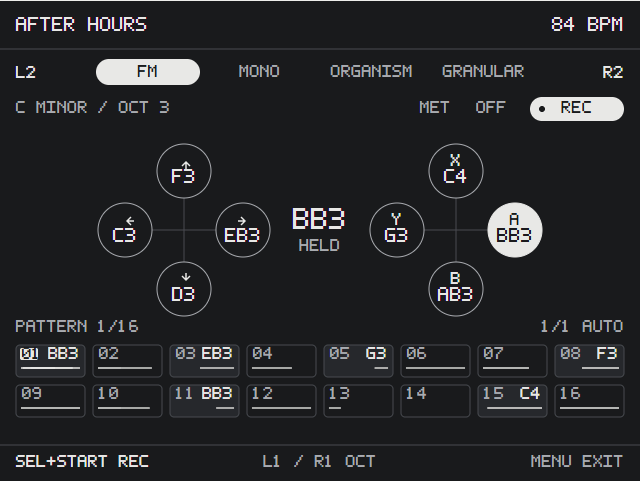 AFTER HOURS 84 BPM
L2 FM MONO ORGANISM GRANULAR R2
C MINOR / OCT 3 MET OFF • REC
↑ F3 X C4
← C3 → EB3 BB3 HELD Y G3 A BB3
↓ D3 B AB3
PATTERN 1/16 1/1 AUTO
01 BB3 02 03 EB3 04 05 G3 06 07 08 F3
09 10 11 BB3 12 13 14 15 C4 16
SEL+START REC L1 / R1 OCT MENU EXIT